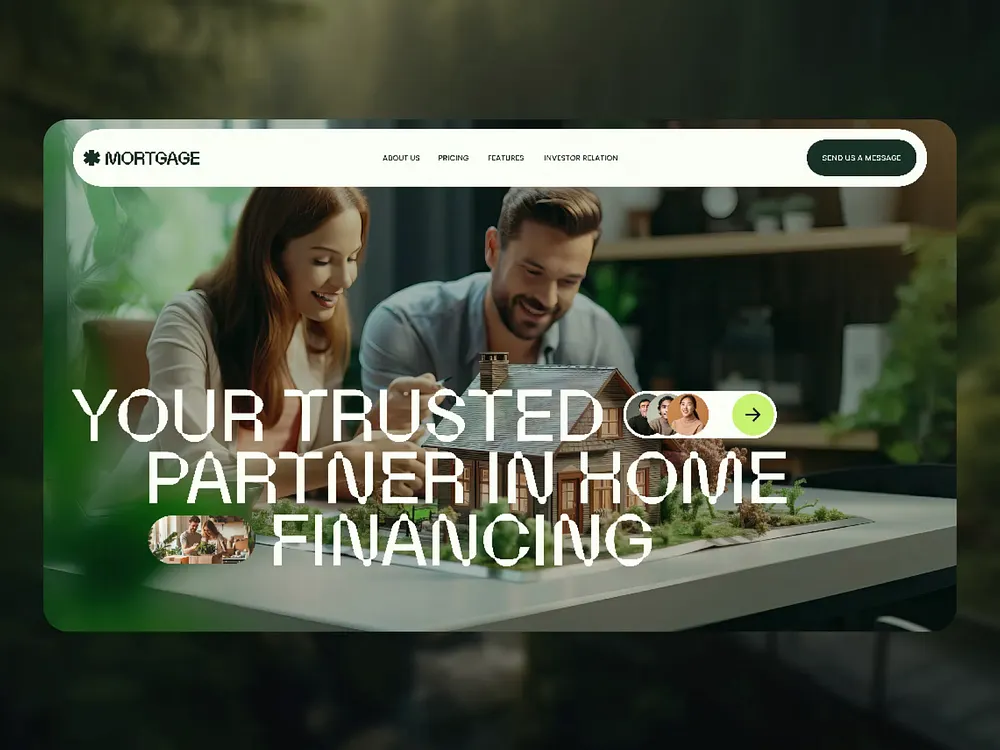 MORTGAGE
ABOUT US PRICING FEATURES INVESTOR RELATION
SEND US A MESSAGE
YOUR TRUSTED
PARTNER IN HOME
FINANCING